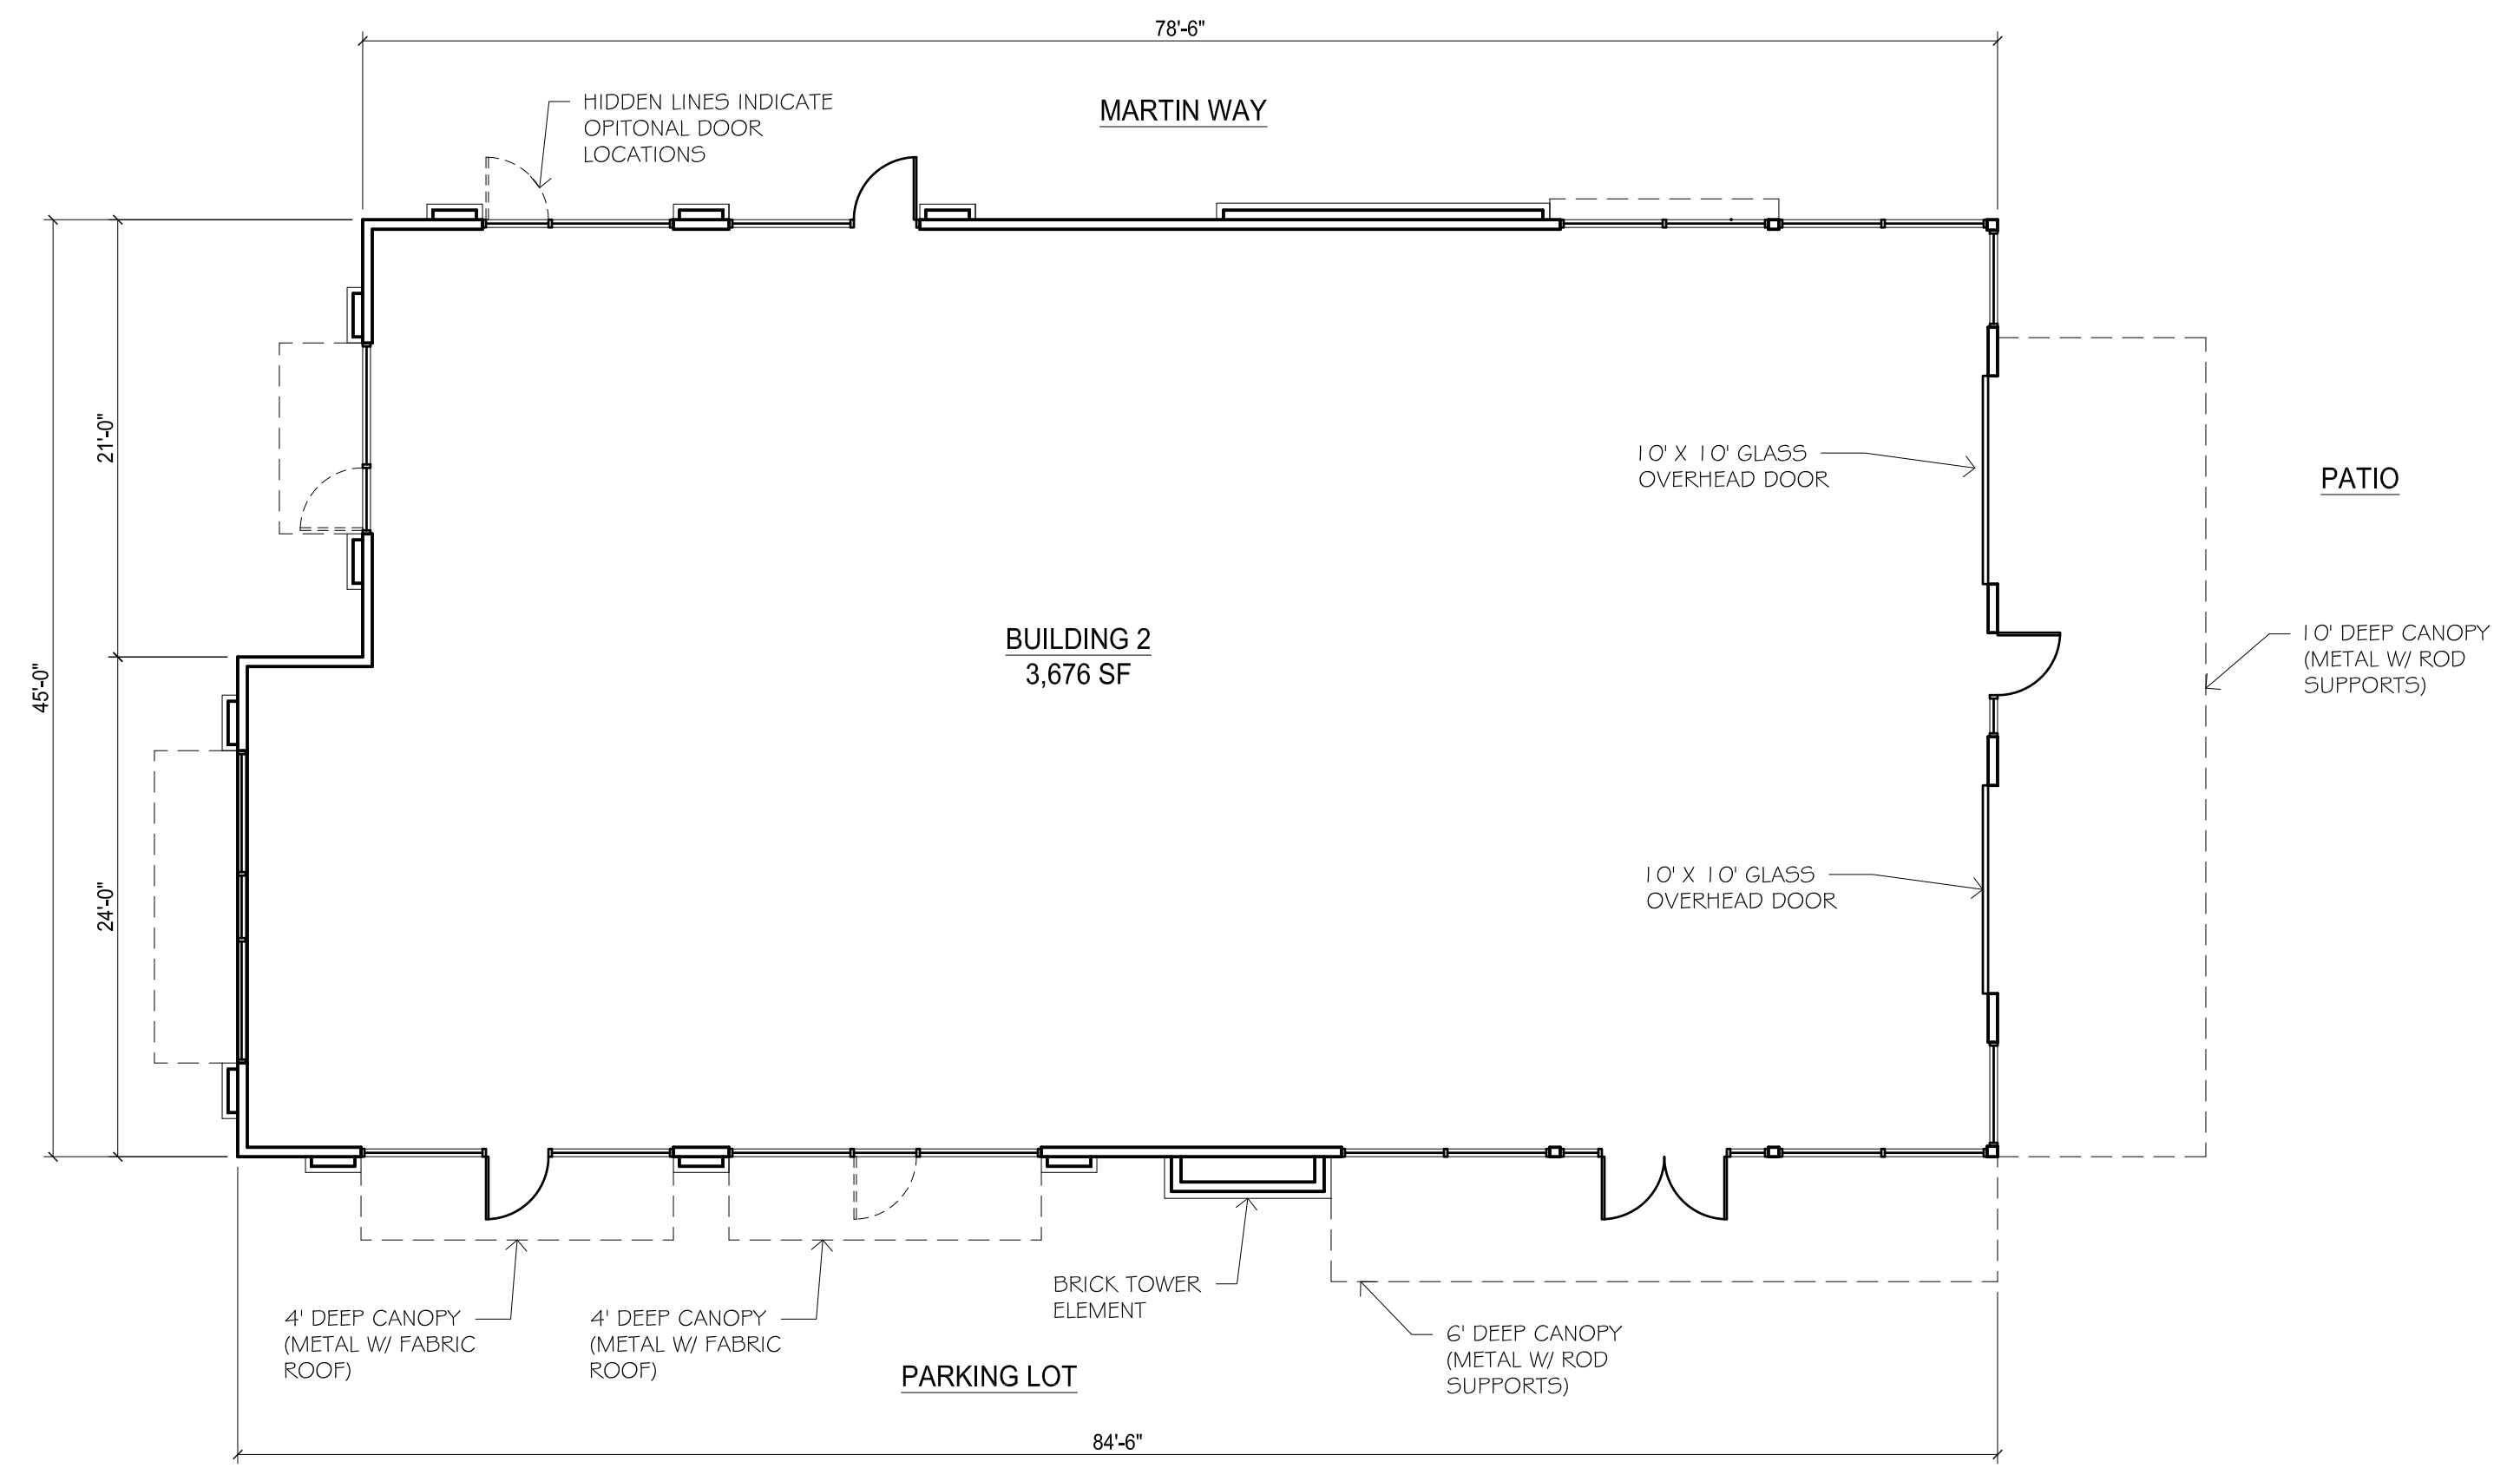 78'-6"
HIDDEN LINES INDICATE
OPITONAL DOOR
LOCATIONS
MARTIN WAY
21'-0"
45'-0"
24'-0"
10' X 10' GLASS
OVERHEAD DOOR
PATIO
BUILDING 2
3,676 SF
10' DEEP CANOPY
(METAL W/ ROD
SUPPORTS)
10' X 10' GLASS
OVERHEAD DOOR
4' DEEP CANOPY
(METAL W/ FABRIC
ROOF)
4' DEEP CANOPY
(METAL W/ FABRIC
ROOF)
BRICK TOWER
ELEMENT
6' DEEP CANOPY
(METAL W/ ROD
SUPPORTS)
PARKING LOT
84'-6"